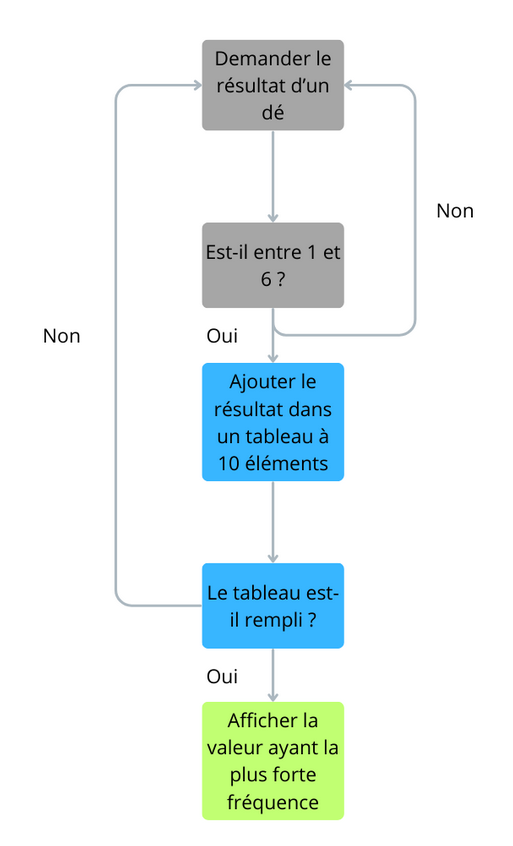 Demander le
résultat d’un
dé
Non
Est-il entre 1 et
6 ?
Non
Oui
Ajouter le
résultat dans
un tableau à
10 éléments
Le tableau est-
il rempli ?
Oui
Afficher la
valeur ayant la
plus forte
fréquence